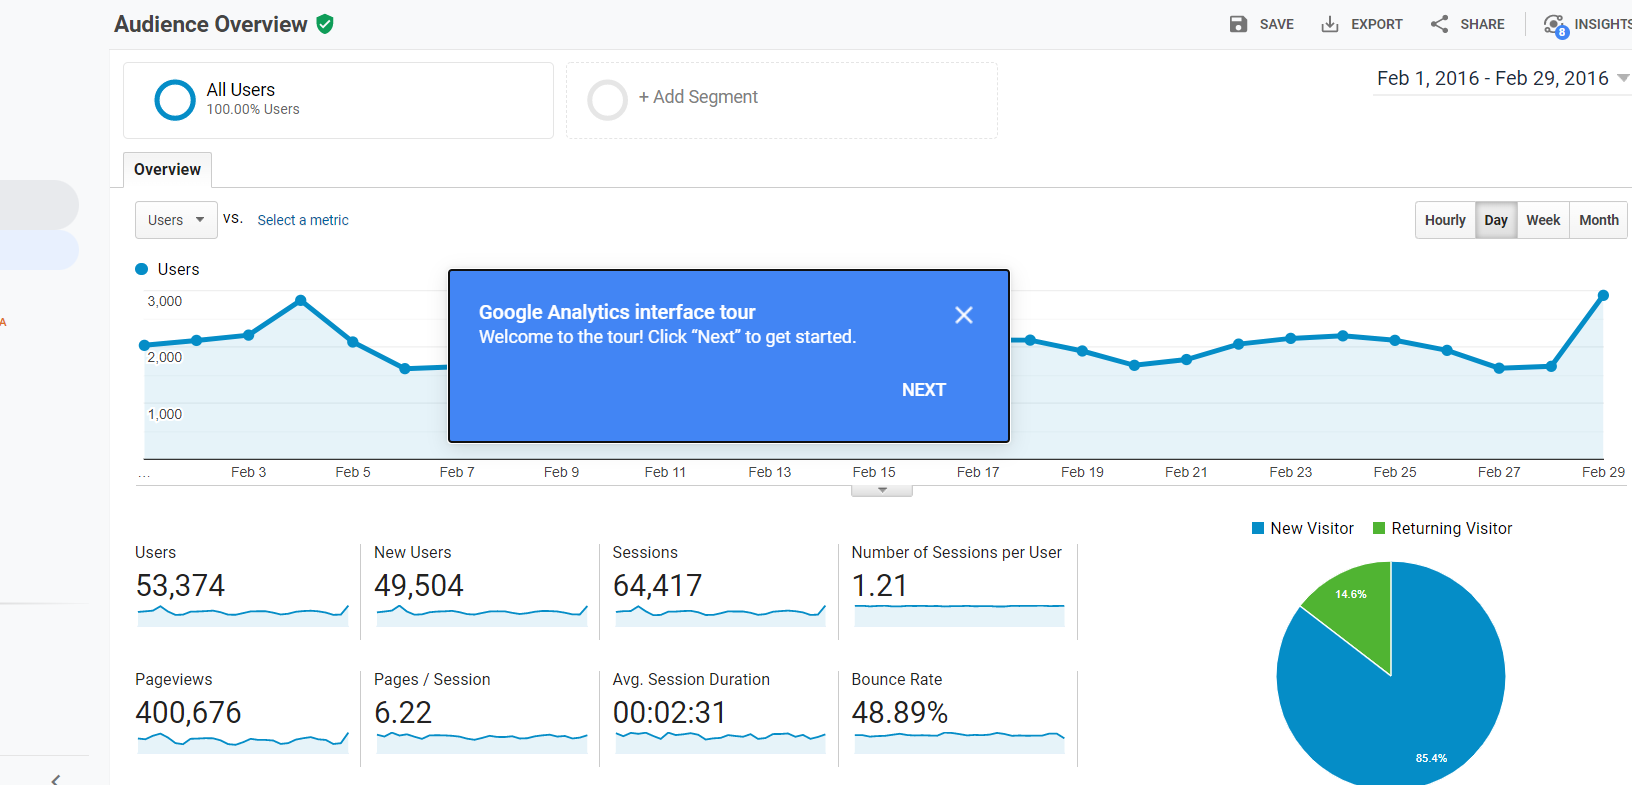 Audience Overview
SAVE
EXPORT
SHARE
INSIGHTS
8
All Users
100.00% Users
+ Add Segment
Feb 1, 2016 - Feb 29, 2016
Overview
Users
VS.
Select a metric
Hourly
Day
Week
Month
Users
3,000
2,000
1,000
Google Analytics interface tour
Welcome to the tour! Click “Next” to get started.
NEXT
A
...
Feb 3
Feb 5
Feb 7
Feb 9
Feb 11
Feb 13
Feb 15
Feb 17
Feb 19
Feb 21
Feb 23
Feb 25
Feb 27
Feb 29
New Visitor
Returning Visitor
Users
53,374
New Users
49,504
Sessions
64,417
Number of Sessions per User
1.21
14.6%
85.4%
Pageviews
400,676
Pages / Session
6.22
Avg. Session Duration
00:02:31
Bounce Rate
48.89%